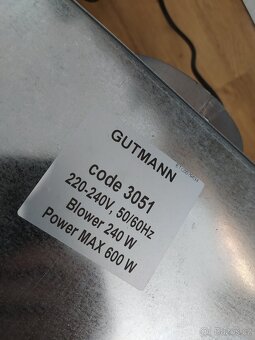 GUTMANN
code 3051
220-240V, 50/60Hz
Blower 240 W
Power MAX 600 W